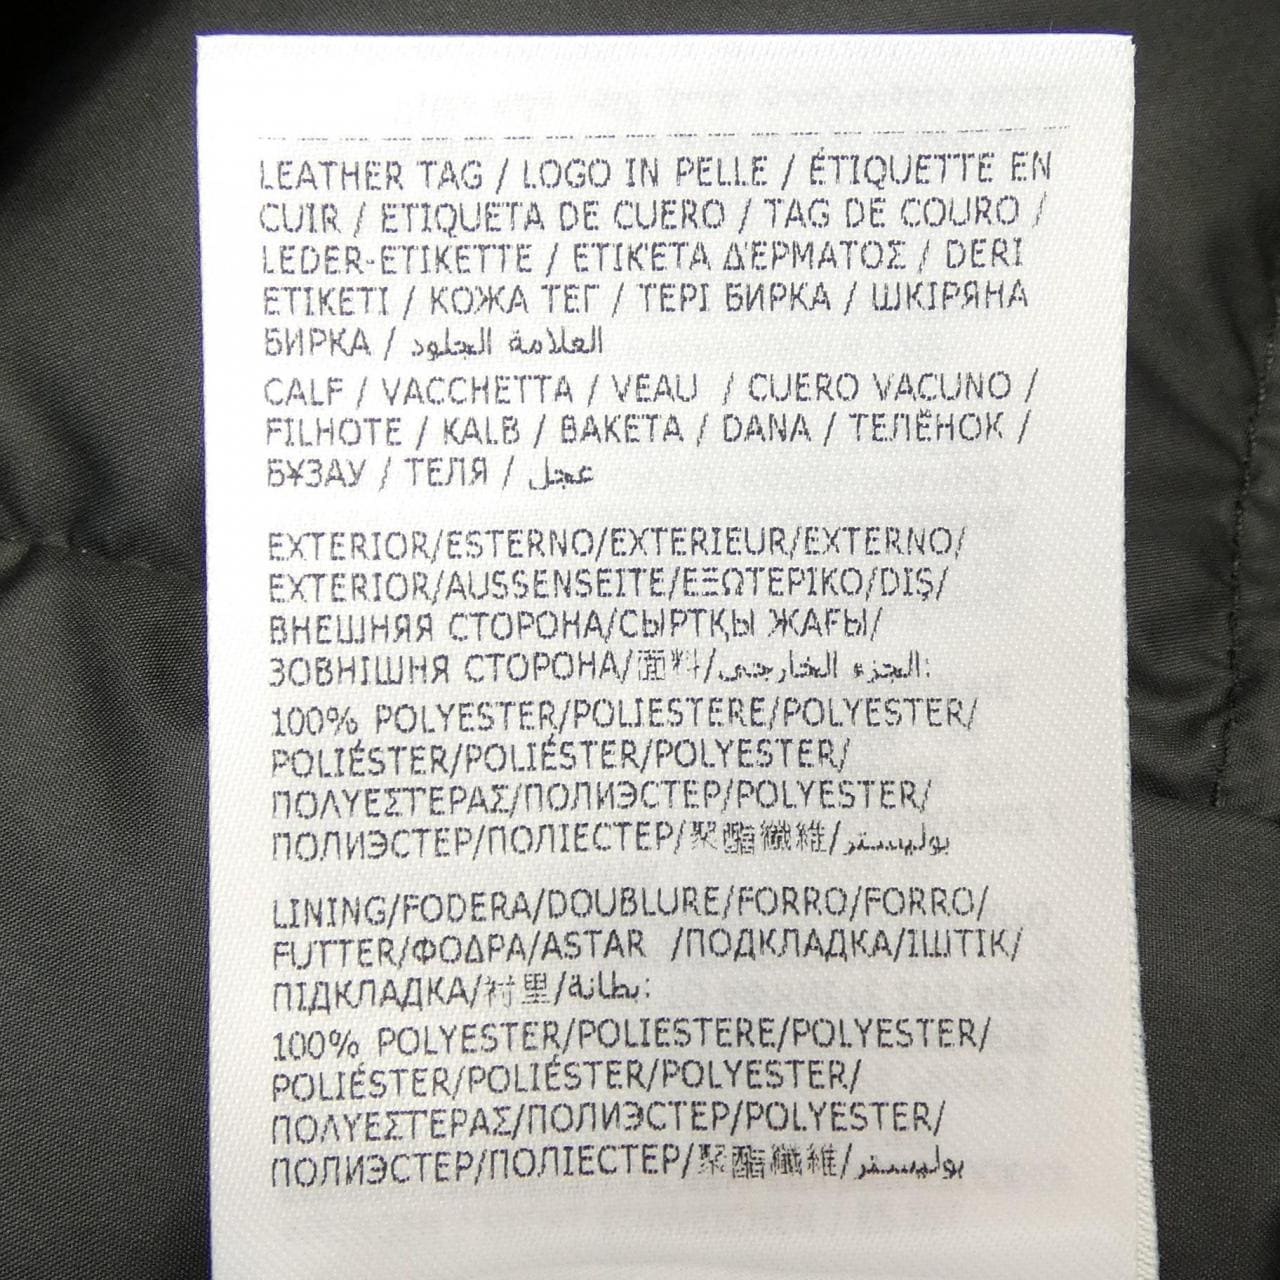 LEATHER TAG / LOGO IN PELLE / ÉTIQUETTE EN
CUIR / ETIQUETA DE CUERO / TAG DE COURO /
LEDER-ETIKETTE / ΕΤΙΚΈΤΑ ΔΈΡΜΑΤΟΣ / DERI
ETIKETI / КОЖА ТЕГ / ТЕРІ БИРКА / ШКІРЯНА
БИРКА / العلامة الجلود
CALF / VACCHETTA / VEAU / CUERO VACUNO /
FILHOTE / KALB / ΒΑΚΕΤΑ / DANA / ТЕЛЁНОК /
БҰЗАУ / ТЕЛЯ / عجل
EXTERIOR/ESTERNO/EXTERIEUR/EXTERNO/
EXTERIOR/AUSSENSEITE/ΕΞΩΤΕΡΙΚΟ/DIŞ/
ВНЕШНЯЯ СТОРОНА/СЫРТҚЫ ЖАҒЫ/
ЗОВНІШНЯ СТОРОНА/面料/الجزء الخارجي:
100% POLYESTER/POLIESTERE/POLYESTER/
POLIÉSTER/POLIÉSTER/POLYESTER/
ΠΟΛΥΕΣΤΕΡΑΣ/ПОЛИЭСТЕР/POLYESTER/
ПОЛИЭСТЕР/ПОЛІЕСТЕР/聚酯纖維/بوليستر
LINING/FODERA/DOUBLURE/FORRO/FORRO/
FUTTER/ΦΟΔΡΑ/ASTAR /ПОДКЛАДКА/ІШТІК/
ПІДКЛАДКА/衬里/بطانة:
100% POLYESTER/POLIESTERE/POLYESTER/
POLIÉSTER/POLIÉSTER/POLYESTER/
ΠΟΛΥΕΣΤΕΡΑΣ/ПОЛИЭСТЕР/POLYESTER/
ПОЛИЭСТЕР/ПОЛІЕСТЕР/聚酯纖維/بوليستر